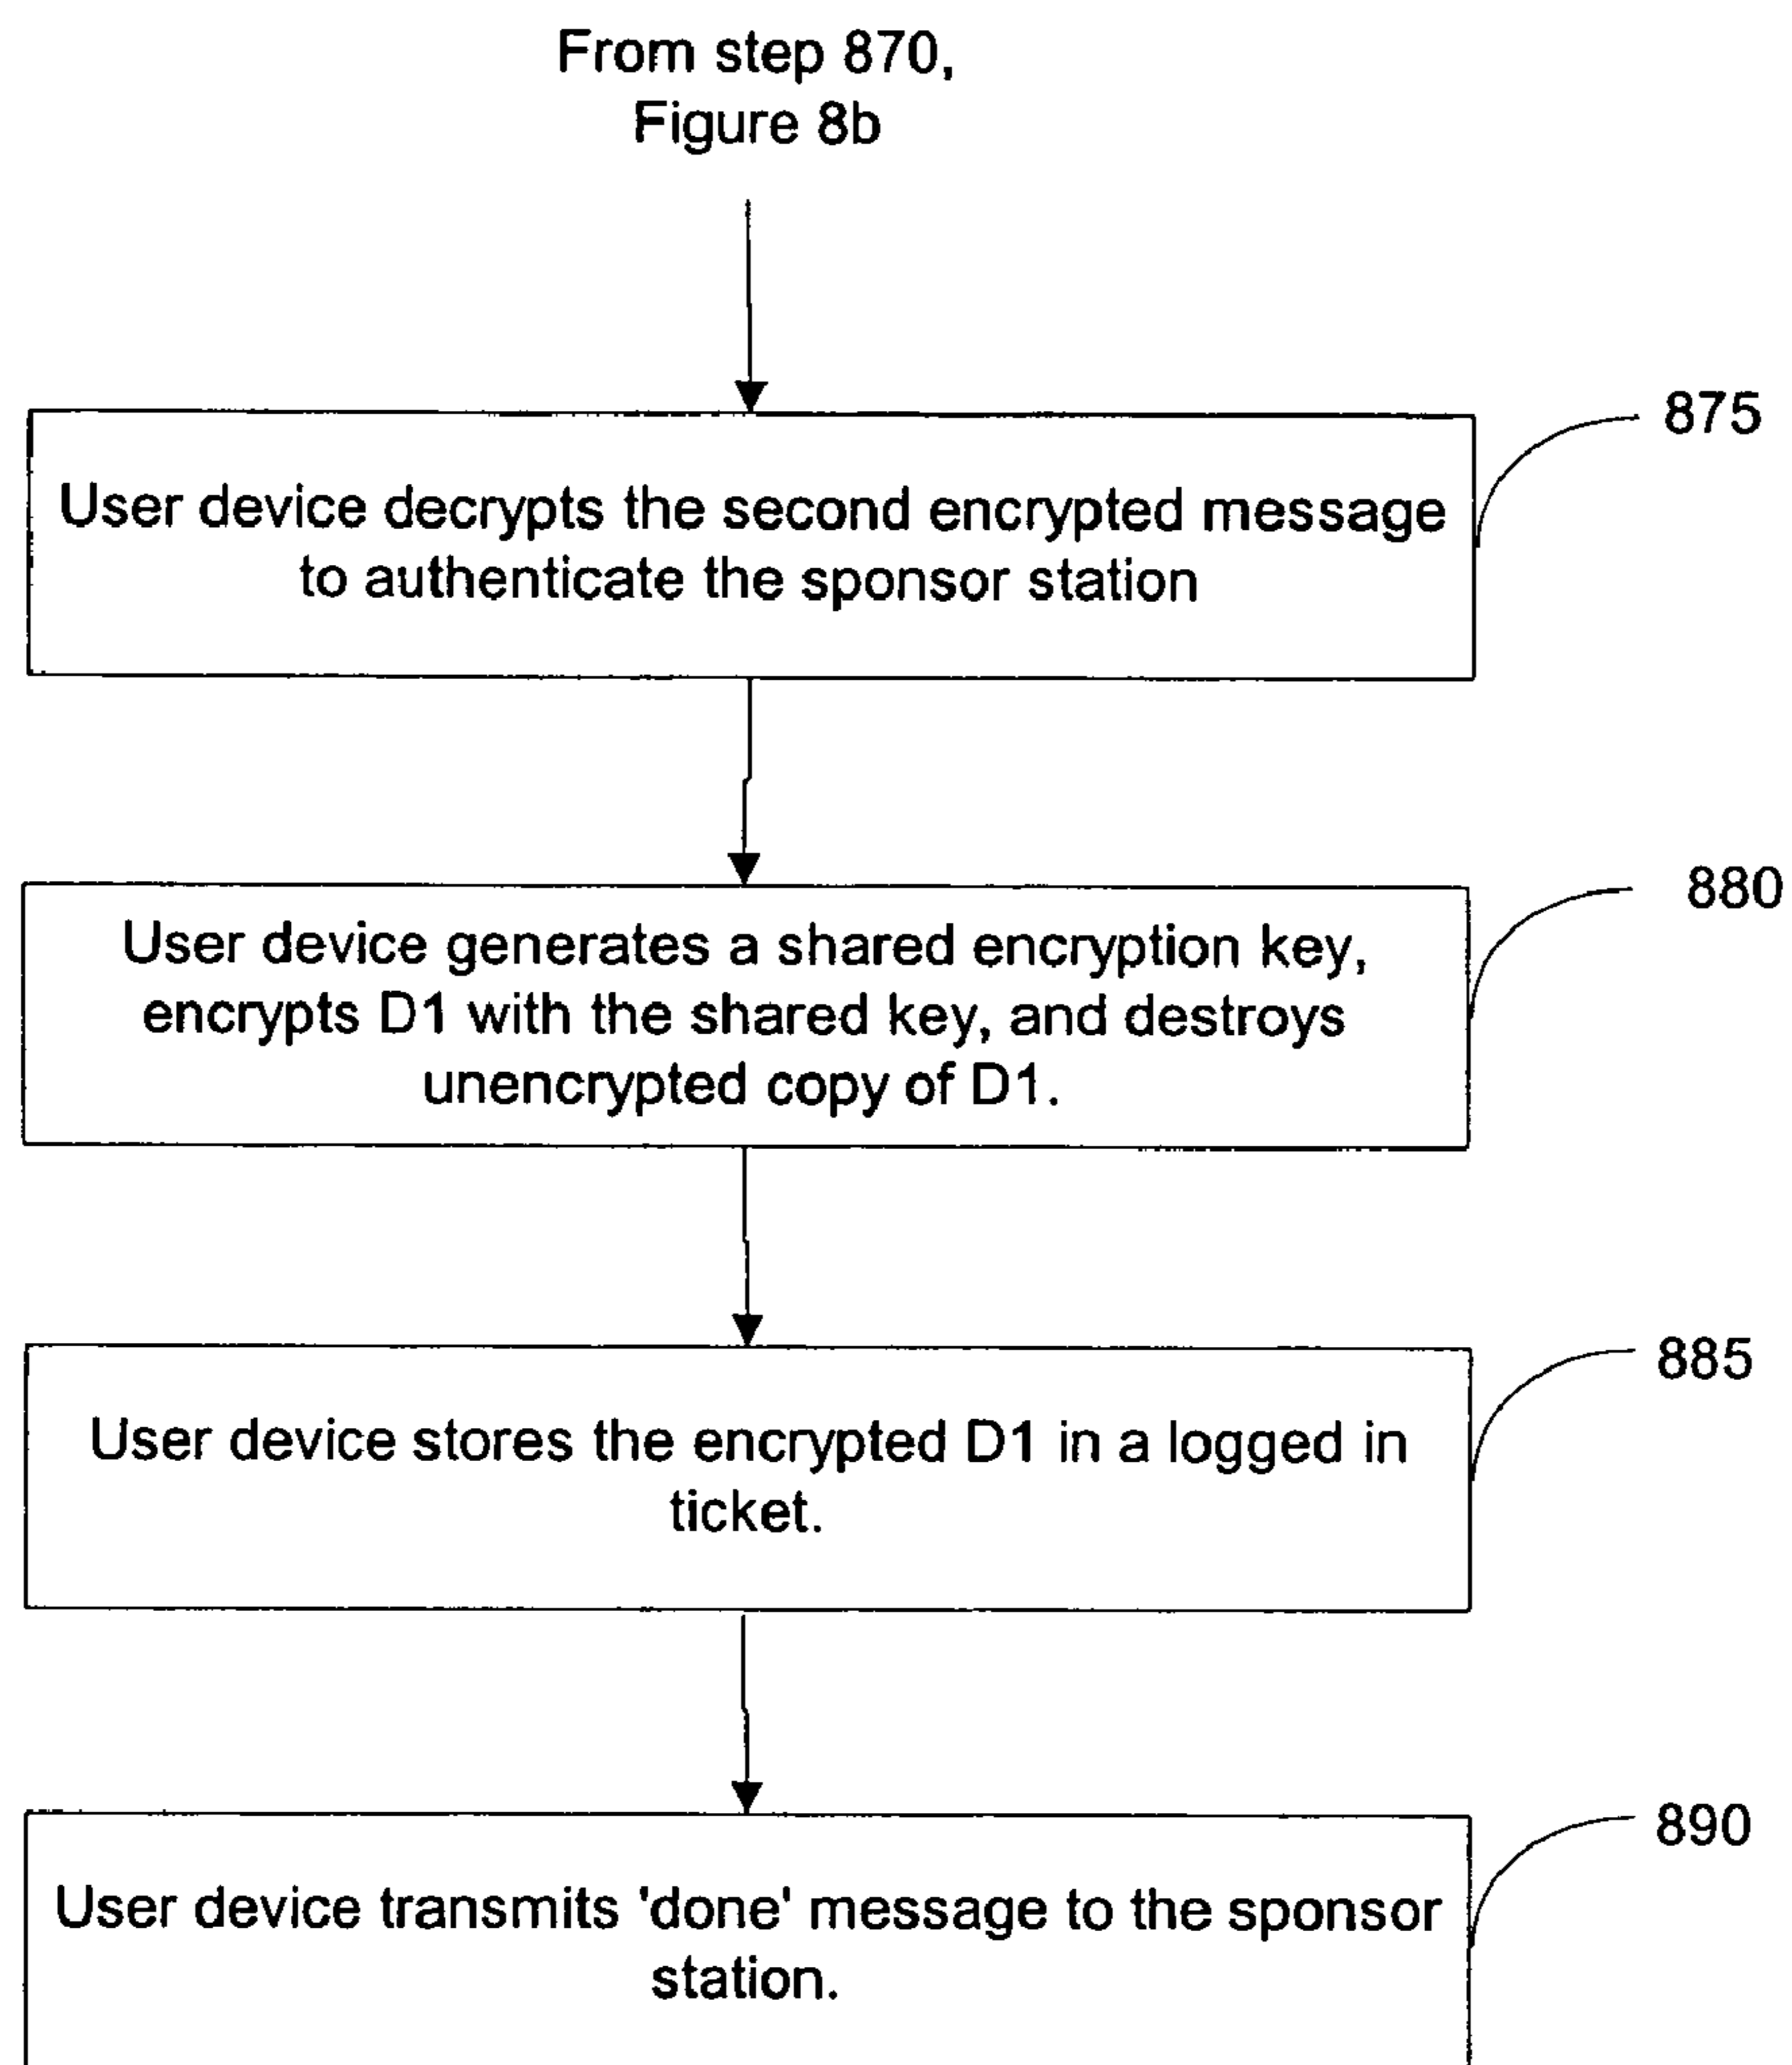 From step 870,
Figure 8b
875
User device decrypts the second encrypted message
to authenticate the sponsor station
880
User device generates a shared encryption key,
encrypts D1 with the shared key, and destroys
unencrypted copy of D1.
885
User device stores the encrypted D1 in a logged in
ticket.
890
User device transmits 'done' message to the sponsor
station.